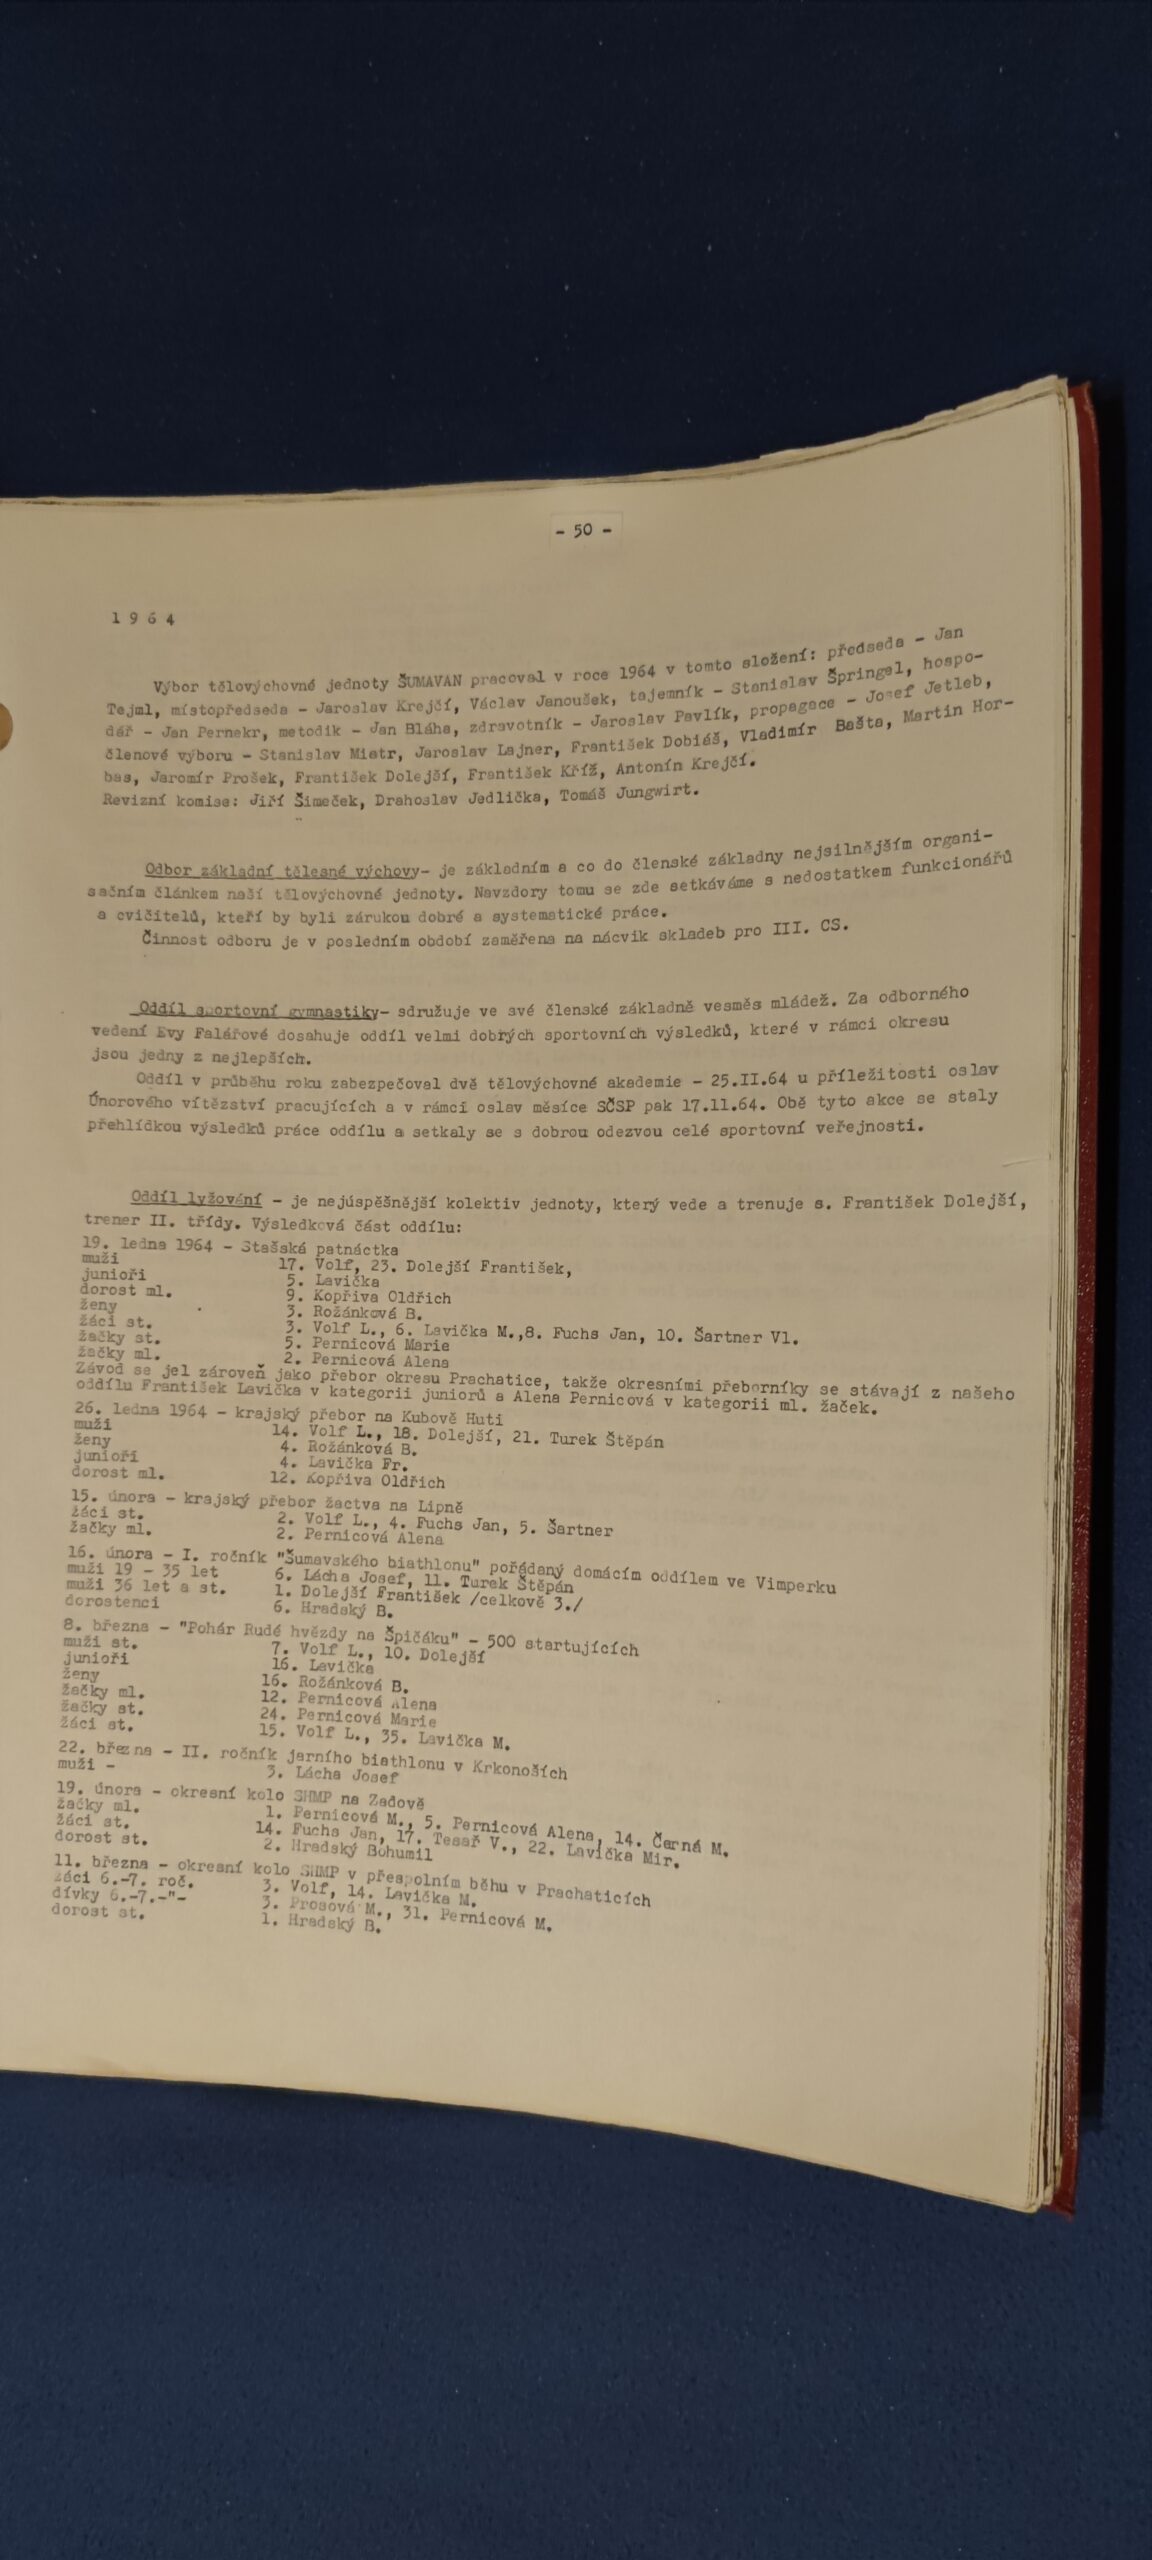 - 50 -
1 9 6 4
Výbor tělovýchovné jednoty ŠUMAVAN pracoval v roce 1964 v tomto složení: předseda - Jan
Tejml, místopředseda - Jaroslav Krejčí, Václav Janoušek, tajemník - Stanislav Špringel, hospo-
dář - Jan Pernekr, metodik - Jan Bláha, zdravotník - Jaroslav Pavlík, propagace - Josef Jetleb,
členové výboru - Stanislav Mistr, Jaroslav Lajner, František Dobiáš, Vladimír Bašta, Martin Hor-
bas, Jaromír Prošek, František Dolejší, František Kříž, Antonín Krejčí.
Revizní komise: Jiří Šimeček, Drahoslav Jedlička, Tomáš Jungwirt.
Odbor základní tělesné výchovy- je základním a co do členské základny nejsilnějším organi-
sačním článkem naší tělovýchovné jednoty. Navzdory tomu se zde setkáváme s nedostatkem funkcionářů
a cvičitelů, kteří by byli zárukou dobré a systematické práce.
Činnost odboru je v posledním období zaměřena na nácvik skladeb pro III. CS.
Oddíl sportovní gymnastiky- sdružuje ve své členské základně vesměs mládež. Za odborného
vedení Evy Falářové dosahuje oddíl velmi dobrých sportovních výsledků, které v rámci okresu
jsou jedny z nejlepších.
Oddíl v průběhu roku zabezpečoval dvě tělovýchovné akademie - 25.II.64 u příležitosti oslav
Únorového vítězství pracujících a v rámci oslav měsíce SČSP pak 17.11.64. Obě tyto akce se staly
přehlídkou výsledků práce oddílu a setkaly se s dobrou odezvou celé sportovní veřejnosti.
Oddíl lyžování - je nejúspěšnější kolektiv jednoty, který vede a trenuje s. František Dolejší,
trener II. třídy. Výsledková část oddílu:
19. ledna 1964 - Stašská patnáctka
muži 17. Volf, 23. Dolejší František,
junioři 5. Lavička
dorost ml. 9. Kopřiva Oldřich
ženy 3. Rožánková B.
žáci st. 3. Volf L., 6. Lavička M.,8. Fuchs Jan, 10. Šartner Vl.
žačky st. 5. Pernicová Marie
žačky ml. 2. Pernicová Alena
Závod se jel zároveň jako přebor okresu Prachatice, takže okresními přeborníky se stávají z našeho
oddílu František Lavička v kategorii juniorů a Alena Pernicová v kategorii ml. žaček.
26. ledna 1964 - krajský přebor na Kubově Huti
muži 14. Volf L., 18. Dolejší, 21. Turek Štěpán
ženy 4. Rožánková B.
junioři 4. Lavička Fr.
dorost ml. 12. Kopřiva Oldřich
15. února - krajský přebor žactva na Lipně
žáci st. 2. Volf L., 4. Fuchs Jan, 5. Šartner
žačky ml. 2. Pernicová Alena
16. února - I. ročník "Šumavského biathlonu" pořádaný domácím oddílem ve Vimperku
muži 19 - 35 let 6. Lácha Josef, 11. Turek Štěpán
muži 36 let a st. 1. Dolejší František /celkově 3./
dorostenci 6. Hradský B.
8. března - "Pohár Rudé hvězdy na Špičáku" - 500 startujících
muži st. 7. Volf L., 10. Dolejší
junioři 16. Lavička
ženy 16. Rožánková B.
žačky ml. 12. Pernicová Alena
žačky st. 24. Pernicová Marie
žáci st. 15. Volf L., 35. Lavička M.
22. března - II. ročník jarního biathlonu v Krkonoších
muži - 3. Lácha Josef
19. února - okresní kolo SHMP na Zadově
žačky ml. 1. Pernicová M., 5. Pernicová Alena, 14. Černá M.
žáci st. 14. Fuchs Jan, 17. Tesař V., 22. Lavička Mir.
dorost st. 2. Hradský Bohumil
11. března - okresní kolo SHMP v přespolním běhu v Prachaticích
žáci 6.-7. roč. 3. Volf, 14. Lavička M.
dívky 6.-7.-"- 3. Prosová M., 31. Pernicová M.
dorost st. 1. Hradský B.